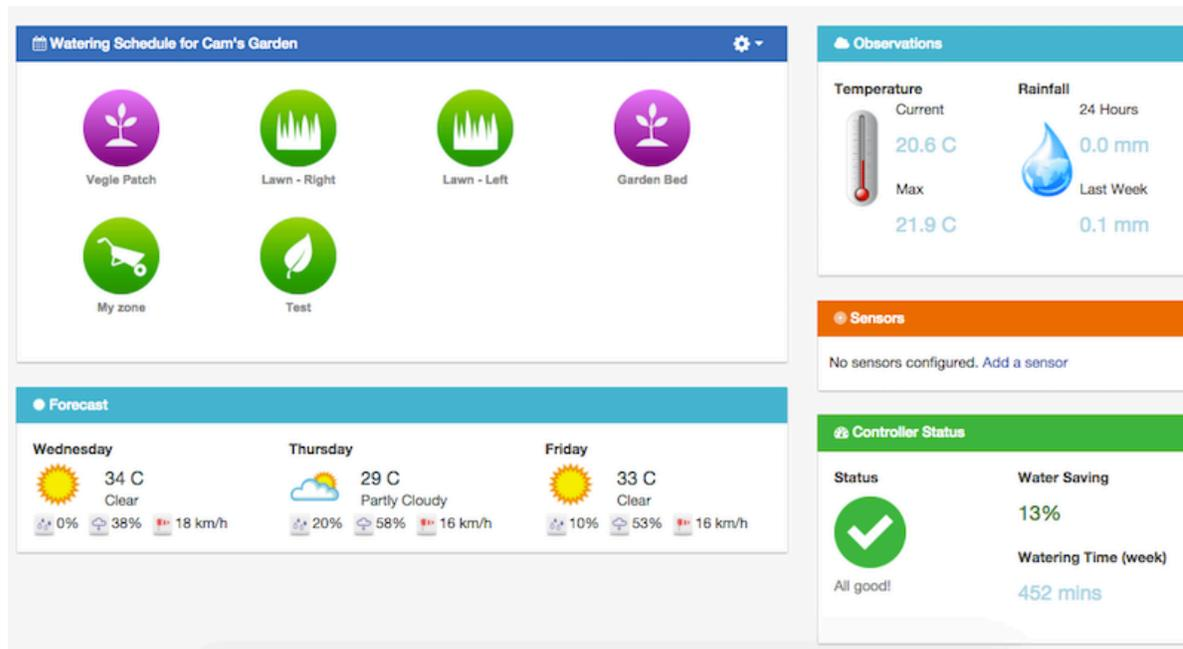 Watering Schedule for Cam's Garden
Vegie Patch
Lawn - Right
Lawn - Left
Garden Bed
My zone
Test
Forecast
Wednesday
34 C
Clear
0% 38% 18 km/h
Thursday
29 C
Partly Cloudy
20% 58% 16 km/h
Friday
33 C
Clear
10% 53% 16 km/h
Observations
Temperature
Current
20.6 C
Max
21.9 C
Rainfall
24 Hours
0.0 mm
Last Week
0.1 mm
Sensors
No sensors configured. Add a sensor
Controller Status
Status
All good!
Water Saving
13%
Watering Time (week)
452 mins